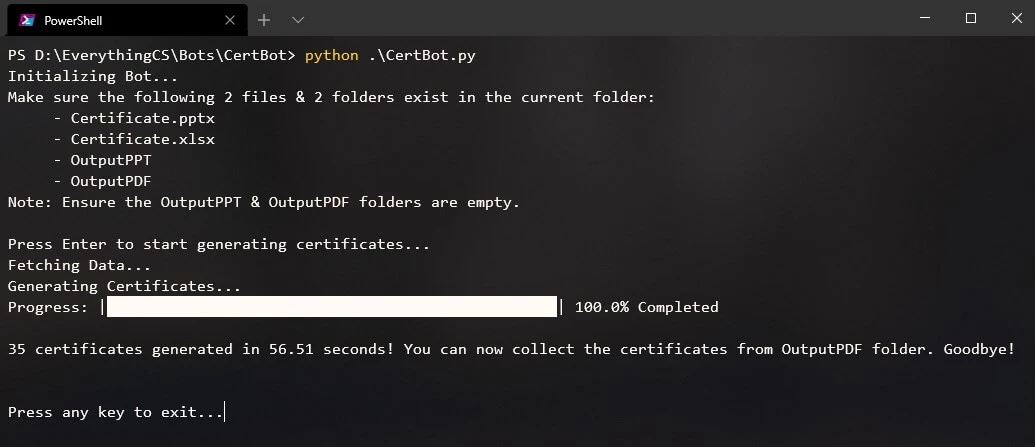 PowerShell
PS D:\EverythingCS\Bots\CertBot> python .\CertBot.py
Initializing Bot...
Make sure the following 2 files & 2 folders exist in the current folder:
- Certificate.pptx
- Certificate.xlsx
- OutputPPT
- OutputPDF
Note: Ensure the OutputPPT & OutputPDF folders are empty.
Press Enter to start generating certificates...
Fetching Data...
Generating Certificates...
Progress: | | 100.0% Completed
35 certificates generated in 56.51 seconds! You can now collect the certificates from OutputPDF folder. Goodbye!
Press any key to exit...